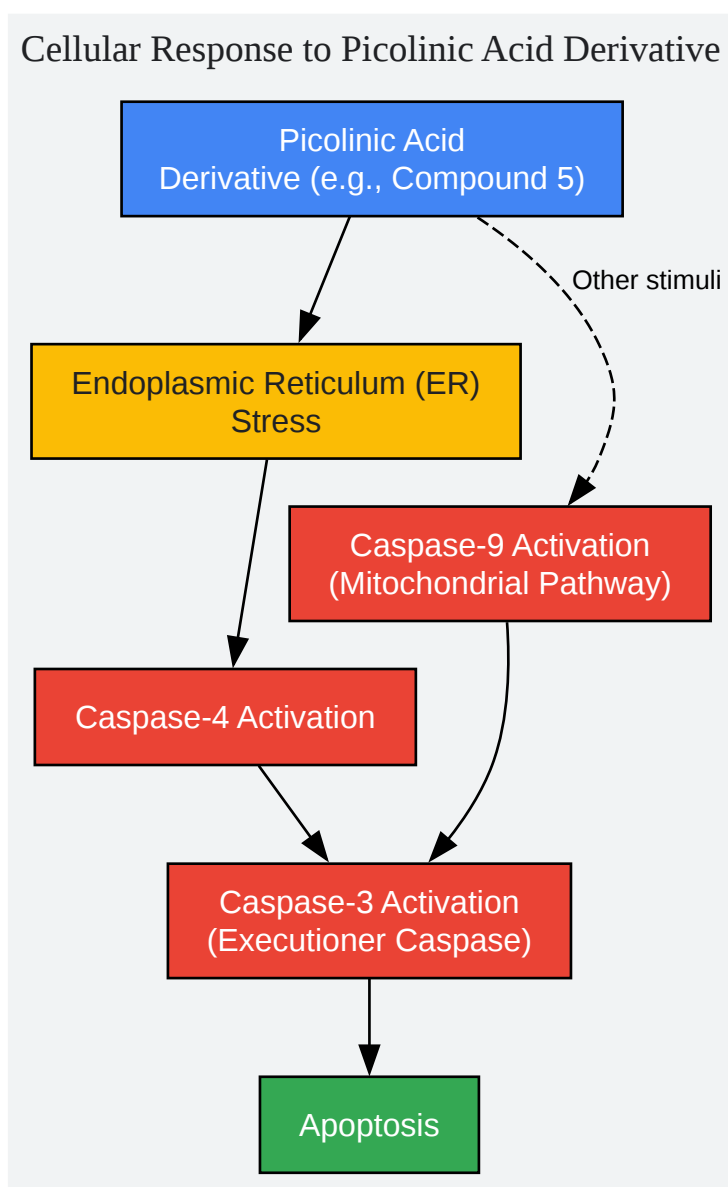 Cellular Response to Picolinic Acid Derivative
Picolinic Acid
Derivative (e.g., Compound 5)
Other stimuli
Endoplasmic Reticulum (ER)
Stress
Caspase-9 Activation
(Mitochondrial Pathway)
Caspase-4 Activation
Caspase-3 Activation
(Executioner Caspase)
Apoptosis